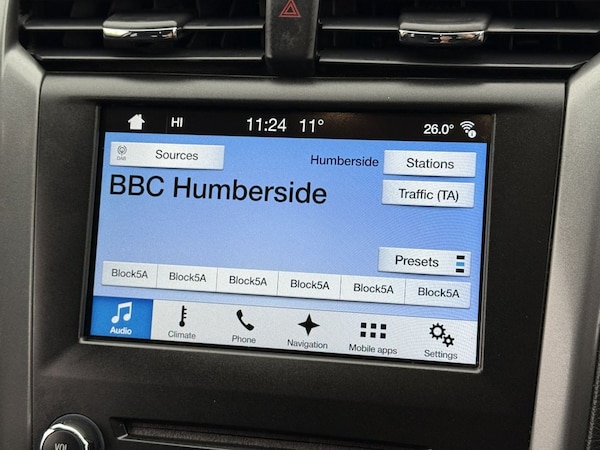 HI 11:24 11° 26.0°
DAB Sources Humberside Stations
BBC Humberside
Traffic (TA)
Presets
Block5A Block5A Block5A Block5A Block5A Block5A
Audio Climate Phone Navigation Mobile apps Settings
VOL